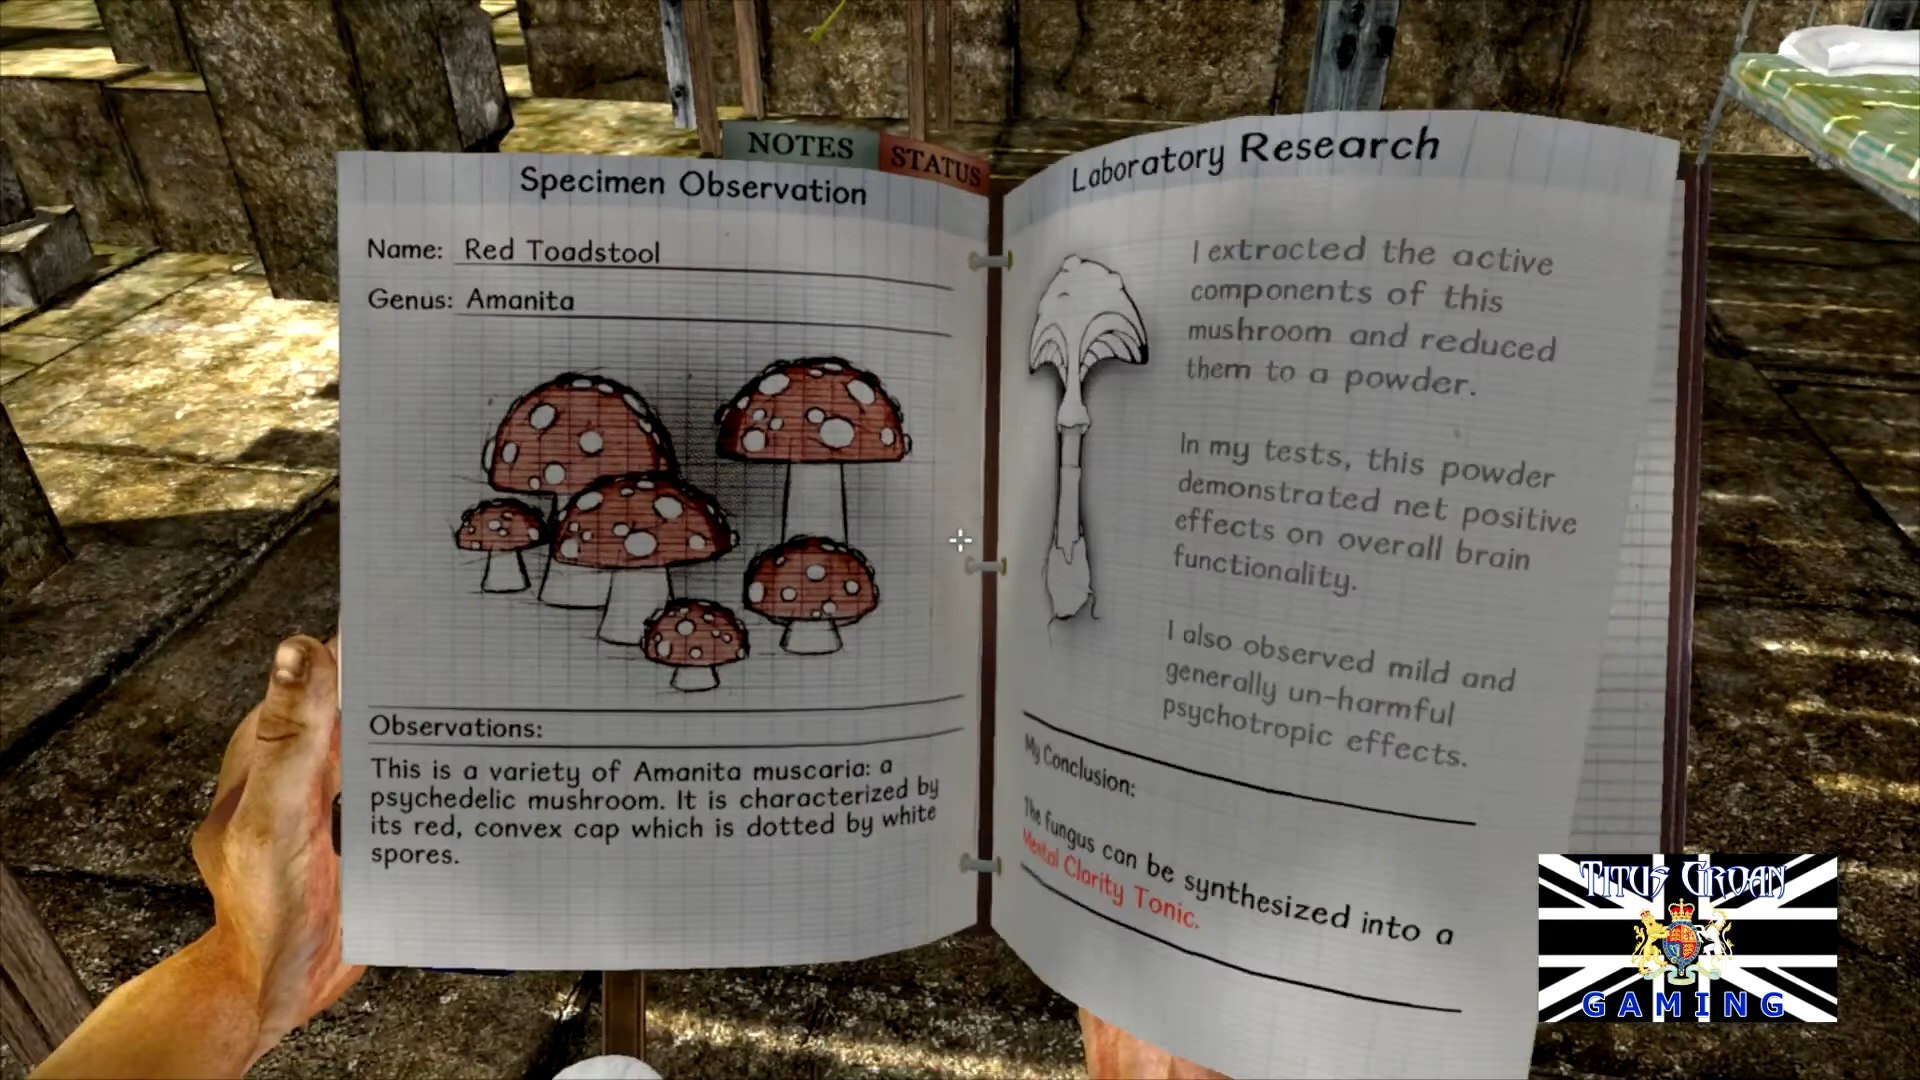 NOTES
STATUS
Specimen Observation
Name: Red Toadstool
Genus: Amanita
Observations:
This is a variety of Amanita muscaria: a
psychedelic mushroom. It is characterized by
its red, convex cap which is dotted by white
spores.
Laboratory Research
I extracted the active
components of this
mushroom and reduced
them to a powder.
In my tests, this powder
demonstrated net positive
effects on overall brain
functionality.
I also observed mild and
generally un-harmful
psychotropic effects.
My Conclusion:
The fungus can be synthesized into a
Mental Clarity Tonic.
TITUS GROAN
GAMING